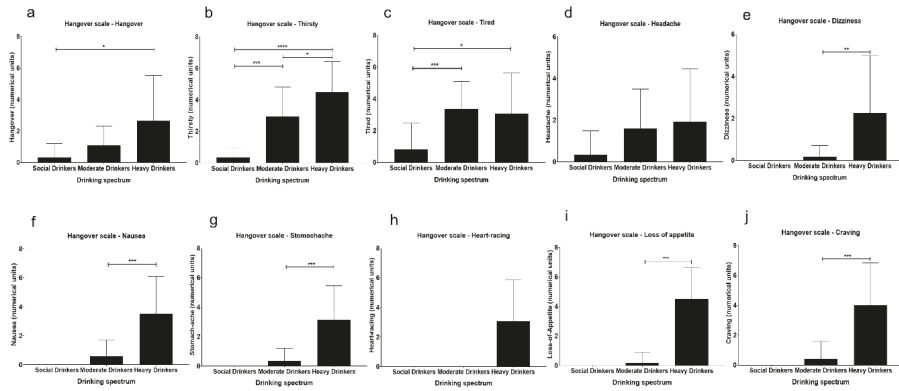 a
Hangover scale - Hangover
Hangover (numerical units)
8
6
4
2
0
*
Social Drinkers Moderate Drinkers Heavy Drinkers
Drinking spectrum
b
Hangover scale - Thirsty
Thirsty (numerical units)
8
6
4
2
0
****
***
*
Social Drinkers Moderate Drinkers Heavy Drinkers
Drinking spectrum
c
Hangover scale - Tired
Tired (numerical units)
8
6
4
2
0
*
***
Social Drinkers Moderate Drinkers Heavy Drinkers
Drinking spectrum
d
Hangover scale - Headache
Headache (numerical units)
6
4
2
0
Social Drinkers Moderate Drinkers Heavy Drinkers
Drinking spectrum
e
Hangover scale - Dizziness
Dizziness (numerical units)
6
4
2
0
**
Social Drinkers Moderate Drinkers Heavy Drinkers
Drinking spectrum
f
Hangover scale - Nausea
Nausea (numerical units)
8
6
4
2
0
***
Social Drinkers Moderate Drinkers Heavy Drinkers
Drinking spectrum
g
Hangover scale - Stomachache
Stomach-ache (numerical units)
8
6
4
2
0
***
Social Drinkers Moderate Drinkers Heavy Drinkers
Drinking spectrum
h
Hangover scale - Heart-racing
Heart-racing (numerical units)
8
6
4
2
0
Social Drinkers Moderate Drinkers Heavy Drinkers
Drinking spectrum
i
Hangover scale - Loss of appetite
Loss-of-Appetite (numerical units)
8
6
4
2
0
***
Social Drinkers Moderate Drinkers Heavy Drinkers
Drinking spectrum
j
Hangover scale - Craving
Craving (numerical units)
8
6
4
2
0
***
Social Drinkers Moderate Drinkers Heavy Drinkers
Drinking spectrum